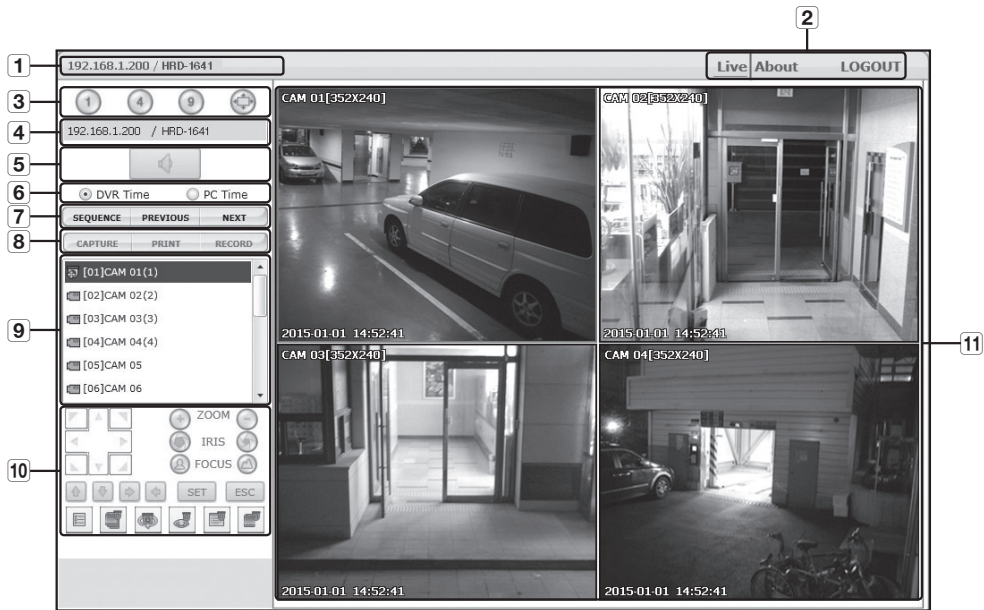 2
1
192.168.1.200 / HRD-1641
Live About LOGOUT
3
1 4 9
4
192.168.1.200 / HRD-1641
5
6
DVR Time PC Time
7
SEQUENCE PREVIOUS NEXT
8
CAPTURE PRINT RECORD
9
[01]CAM 01(1)
[02]CAM 02(2)
[03]CAM 03(3)
[04]CAM 04(4)
[05]CAM 05
[06]CAM 06
10
ZOOM
IRIS
FOCUS
SET ESC
CAM 01[352X240]
2015-01-01 14:52:41
CAM 02[352X240]
2015-01-01 14:52:41
CAM 03[352X240]
2015-01-01 14:52:41
CAM 04[352X240]
2015-01-01 14:52:41
11